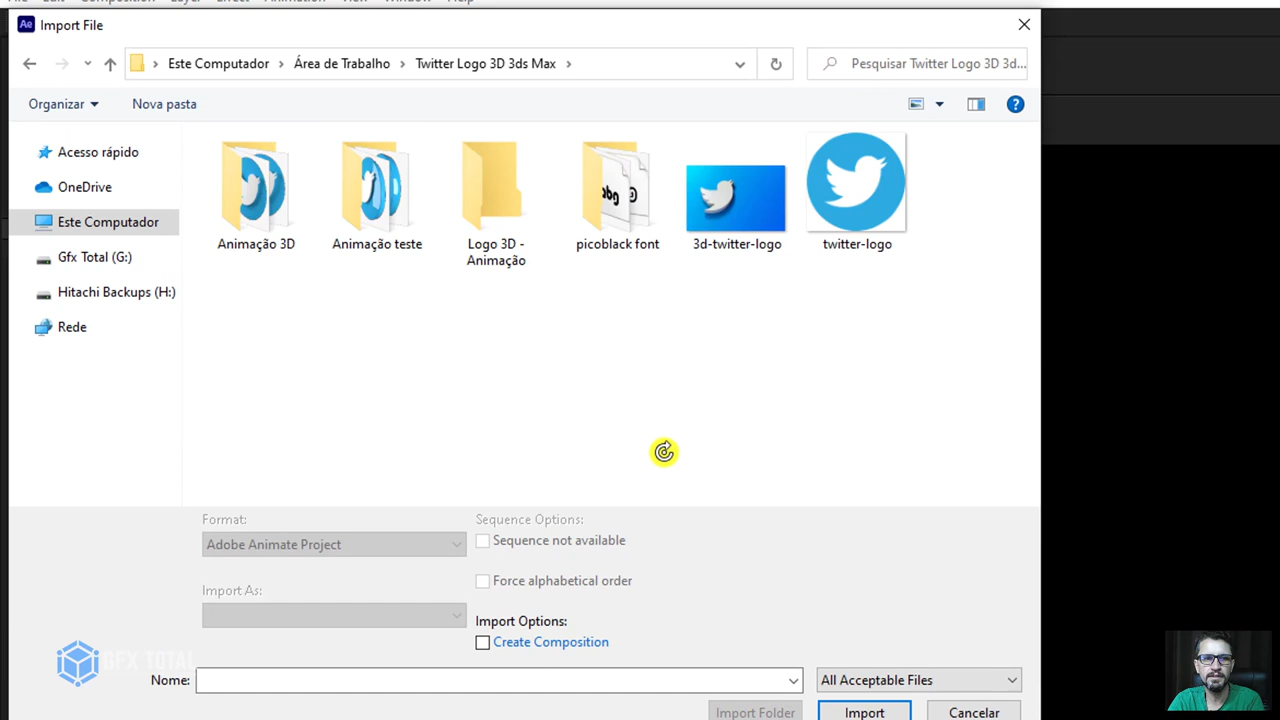 Import File
Este Computador > Área de Trabalho > Twitter Logo 3D 3ds Max >
Pesquisar Twitter Logo 3D 3d...
Organizar
Nova pasta
Acesso rápido
OneDrive
Este Computador
Gfx Total (G:)
Hitachi Backups (H:)
Rede
Animação 3D
Animação teste
Logo 3D -
Animação
abg
picoblack font
3d-twitter-logo
twitter-logo
Format:
Adobe Animate Project
Import As:
Sequence Options:
Sequence not available
Force alphabetical order
Import Options:
Create Composition
GFX TOTAL
Nome:
All Acceptable Files
Import Folder
Import
Cancelar